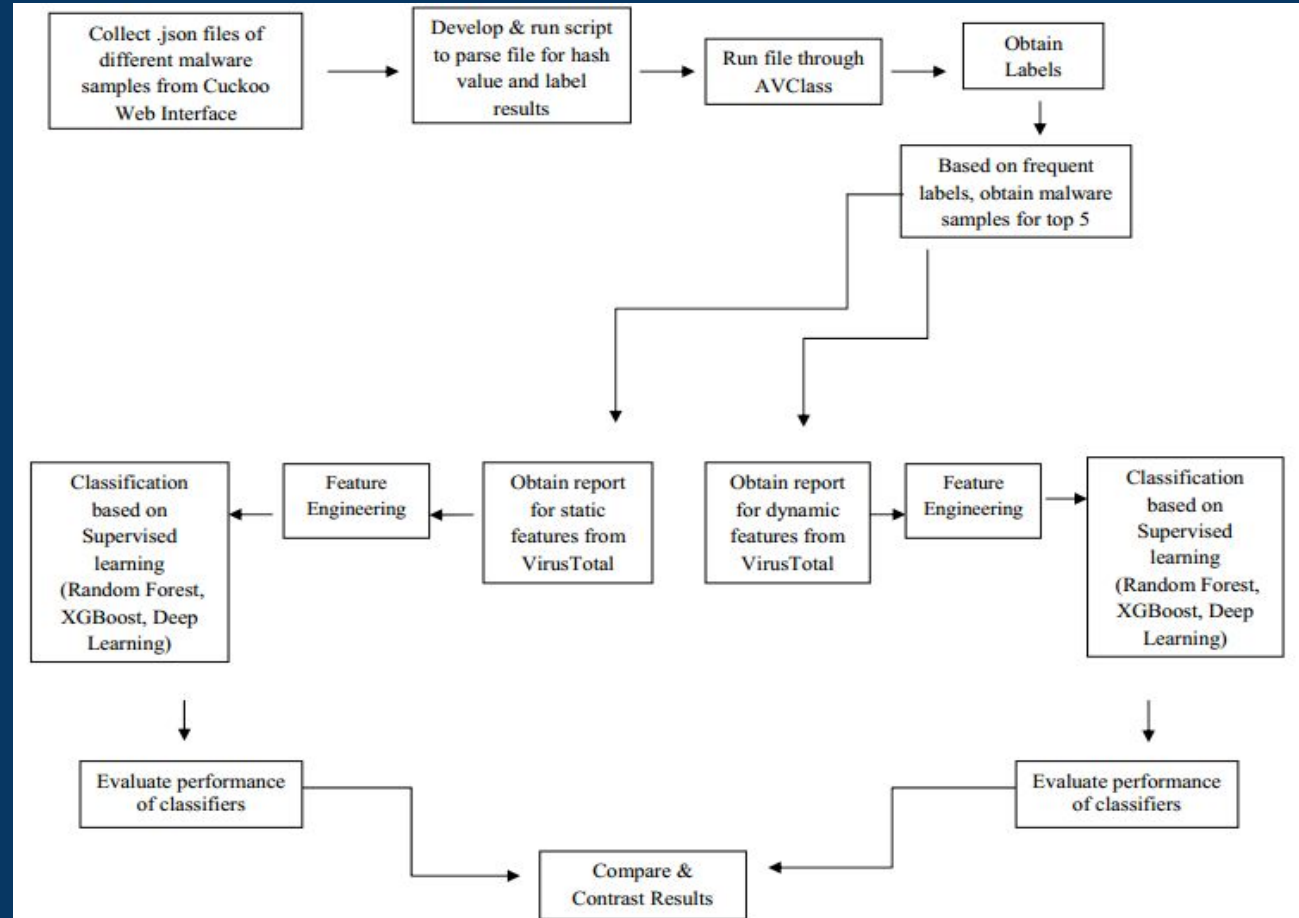 Collect .json files of
different malware
samples from Cuckoo
Web Interface
Develop & run script
to parse file for hash
value and label
results
Run file through
AVClass
Obtain
Labels
Based on frequent
labels, obtain malware
samples for top 5
Classification
based on
Supervised
learning
(Random Forest,
XGBoost, Deep
Learning)
Feature
Engineering
Obtain report
for static
features from
VirusTotal
Obtain report
for dynamic
features from
VirusTotal
Feature
Engineering
Classification
based on
Supervised
learning
(Random Forest,
XGBoost, Deep
Learning)
Evaluate performance
of classifiers
Evaluate performance
of classifiers
Compare &
Contrast Results